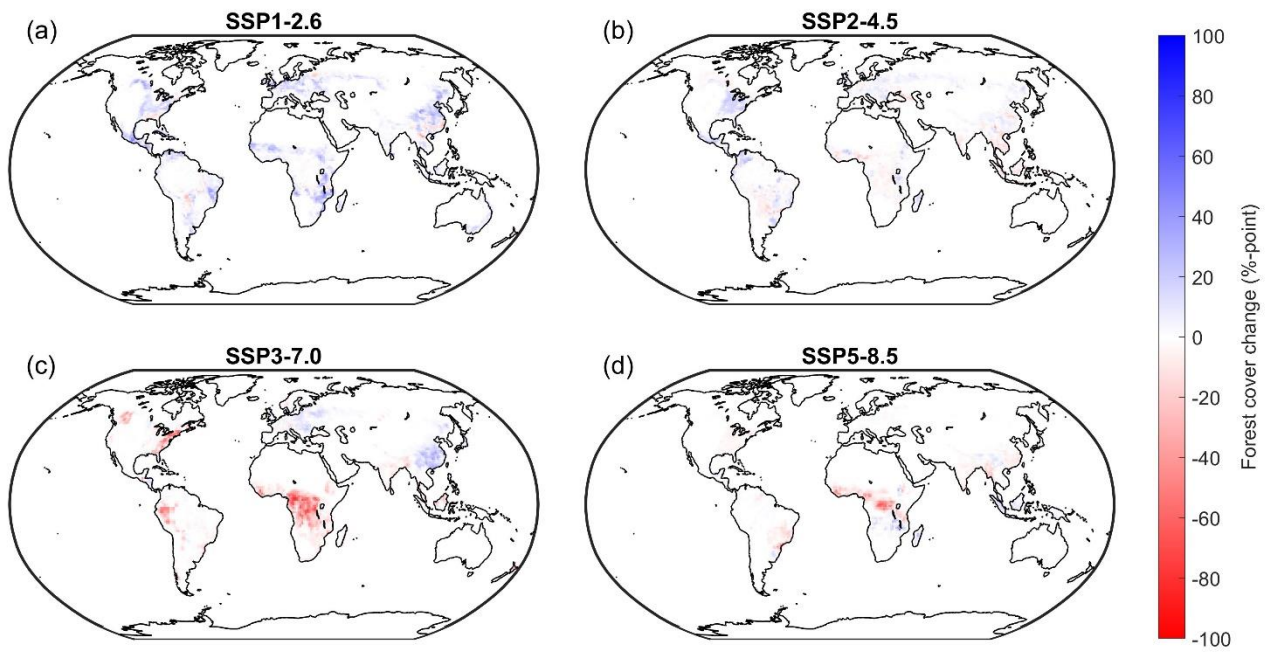 (a)
SSP1-2.6
(b)
SSP2-4.5
(c)
SSP3-7.0
(d)
SSP5-8.5
100
80
60
40
20
0
-20
-40
-60
-80
-100
Forest cover change (%-point)